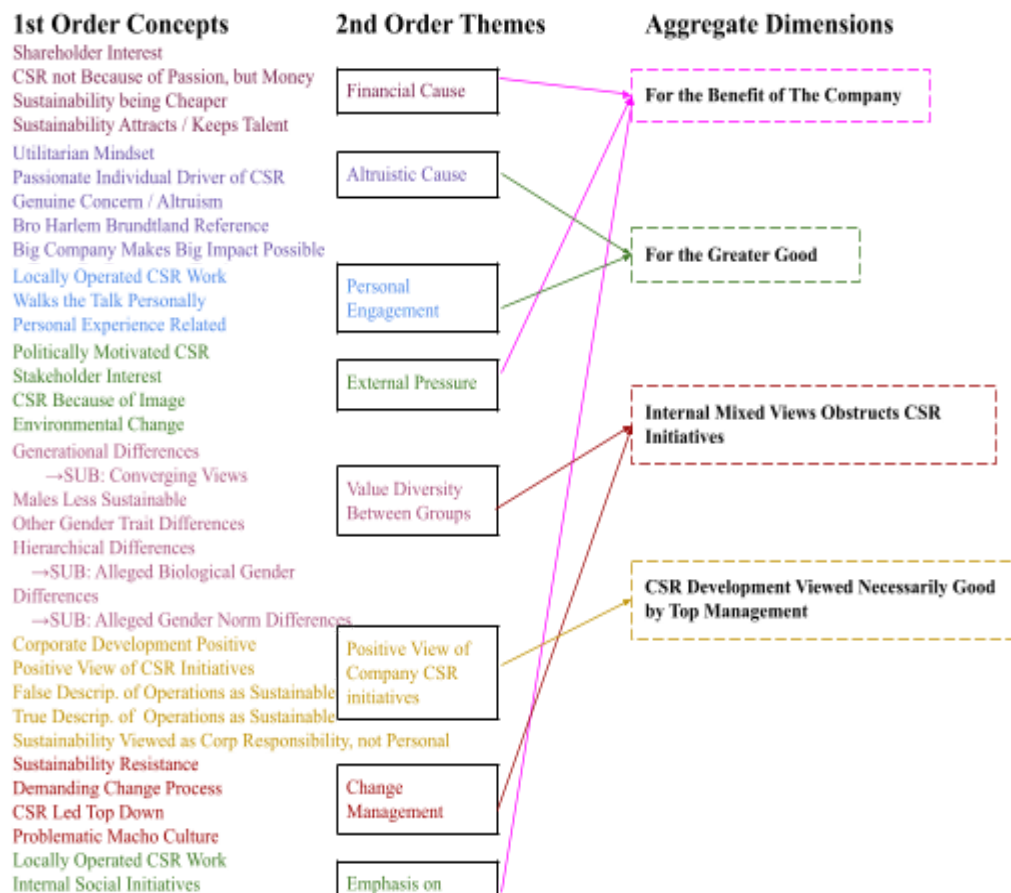 1st Order Concepts
Shareholder Interest
CSR not Because of Passion, but Money
Sustainability being Cheaper
Sustainability Attracts / Keeps Talent
Utilitarian Mindset
Passionate Individual Driver of CSR
Genuine Concern / Altruism
Bro Harlem Brundtland Reference
Big Company Makes Big Impact Possible
Locally Operated CSR Work
Walks the Talk Personally
Personal Experience Related
Politically Motivated CSR
Stakeholder Interest
CSR Because of Image
Environmental Change
Generational Differences
→SUB: Converging Views
Males Less Sustainable
Other Gender Trait Differences
Hierarchical Differences
→SUB: Alleged Biological Gender
Differences
→SUB: Alleged Gender Norm Differences
Corporate Development Positive
Positive View of CSR Initiatives
False Descrip. of Operations as Sustainable
True Descrip. of Operations as Sustainable
Sustainability Viewed as Corp Responsibility, not Personal
Sustainability Resistance
Demanding Change Process
CSR Led Top Down
Problematic Macho Culture
Locally Operated CSR Work
Internal Social Initiatives
2nd Order Themes
Financial Cause
Altruistic Cause
Personal
Engagement
External Pressure
Value Diversity
Between Groups
Positive View of
Company CSR
initiatives
Change
Management
Emphasis on
Aggregate Dimensions
For the Benefit of The Company
For the Greater Good
Internal Mixed Views Obstructs CSR
Initiatives
CSR Development Viewed Necessarily Good
by Top Management